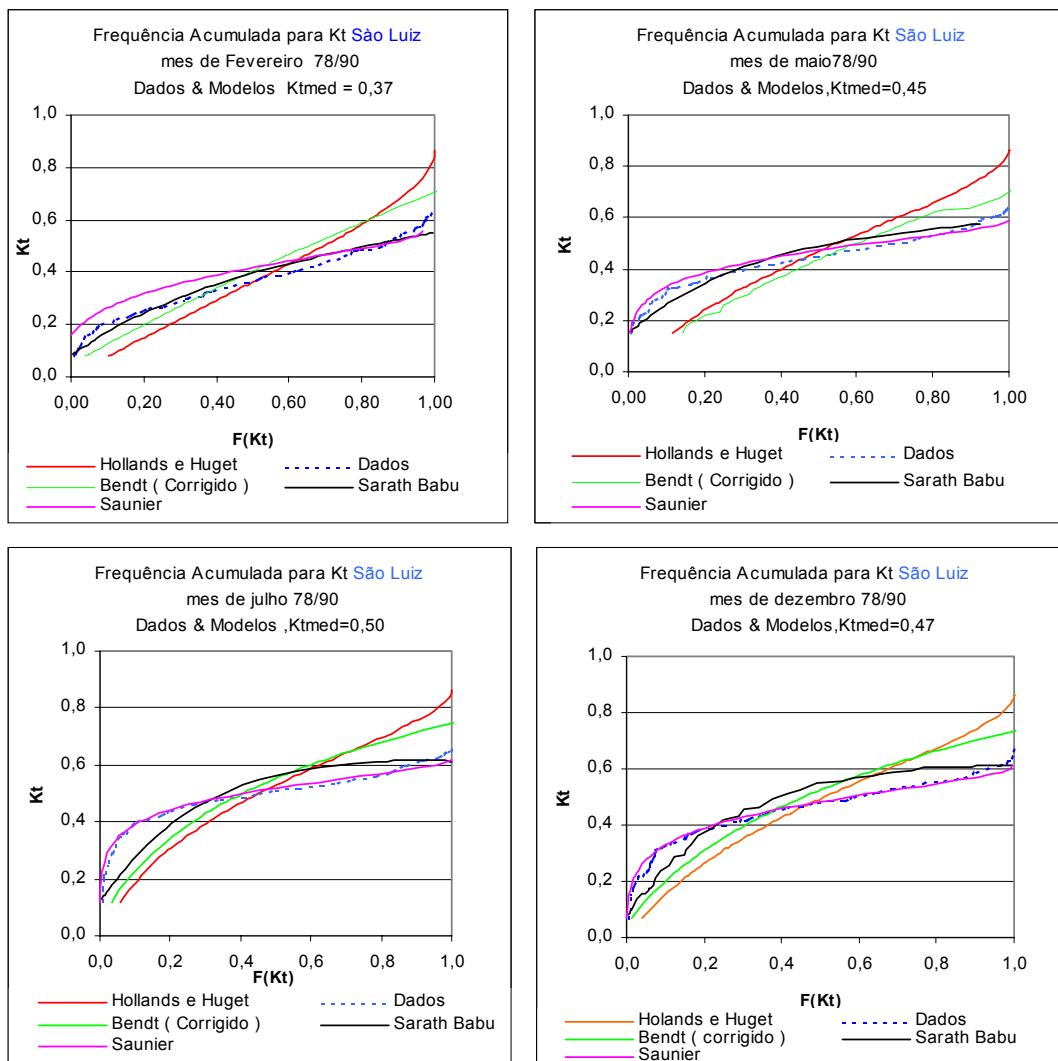 Frequência Acumulada para Kt Sào Luiz
mes de Fevereiro 78/90
Dados & Modelos Ktmed = 0,37
1,0
0,8
0,6
0,4
0,2
0,0
Kt
0,00 0,20 0,40 0,60 0,80 1,00
F(Kt)
Hollands e Huget
Dados
Bendt ( Corrigido )
Sarath Babu
Saunier
Frequência Acumulada para Kt São Luiz
mes de maio78/90
Dados & Modelos,Ktmed=0,45
1,0
0,8
0,6
0,4
0,2
0,0
Kt
0,00 0,20 0,40 0,60 0,80 1,00
F(Kt)
Hollands e Huget
Dados
Bendt ( Corrigido )
Sarath Babu
Saunier
Frequência Acumulada para Kt São Luiz
mes de julho 78/90
Dados & Modelos ,Ktmed=0,50
1,0
0,8
0,6
0,4
0,2
0,0
Kt
0,0 0,2 0,4 0,6 0,8 1,0
F(Kt)
Hollands e Huget
Dados
Bendt ( Corrigido )
Sarath Babu
Saunier
Frequência Acumulada para Kt São Luiz
mes de dezembro 78/90
Dados & Modelos,Ktmed=0,47
1,0
0,8
0,6
0,4
0,2
0,0
Kt
0,0 0,2 0,4 0,6 0,8 1,0
F(Kt)
Holands e Huget
Dados
Bendt ( corrigido )
Sarath Babu
Saunier